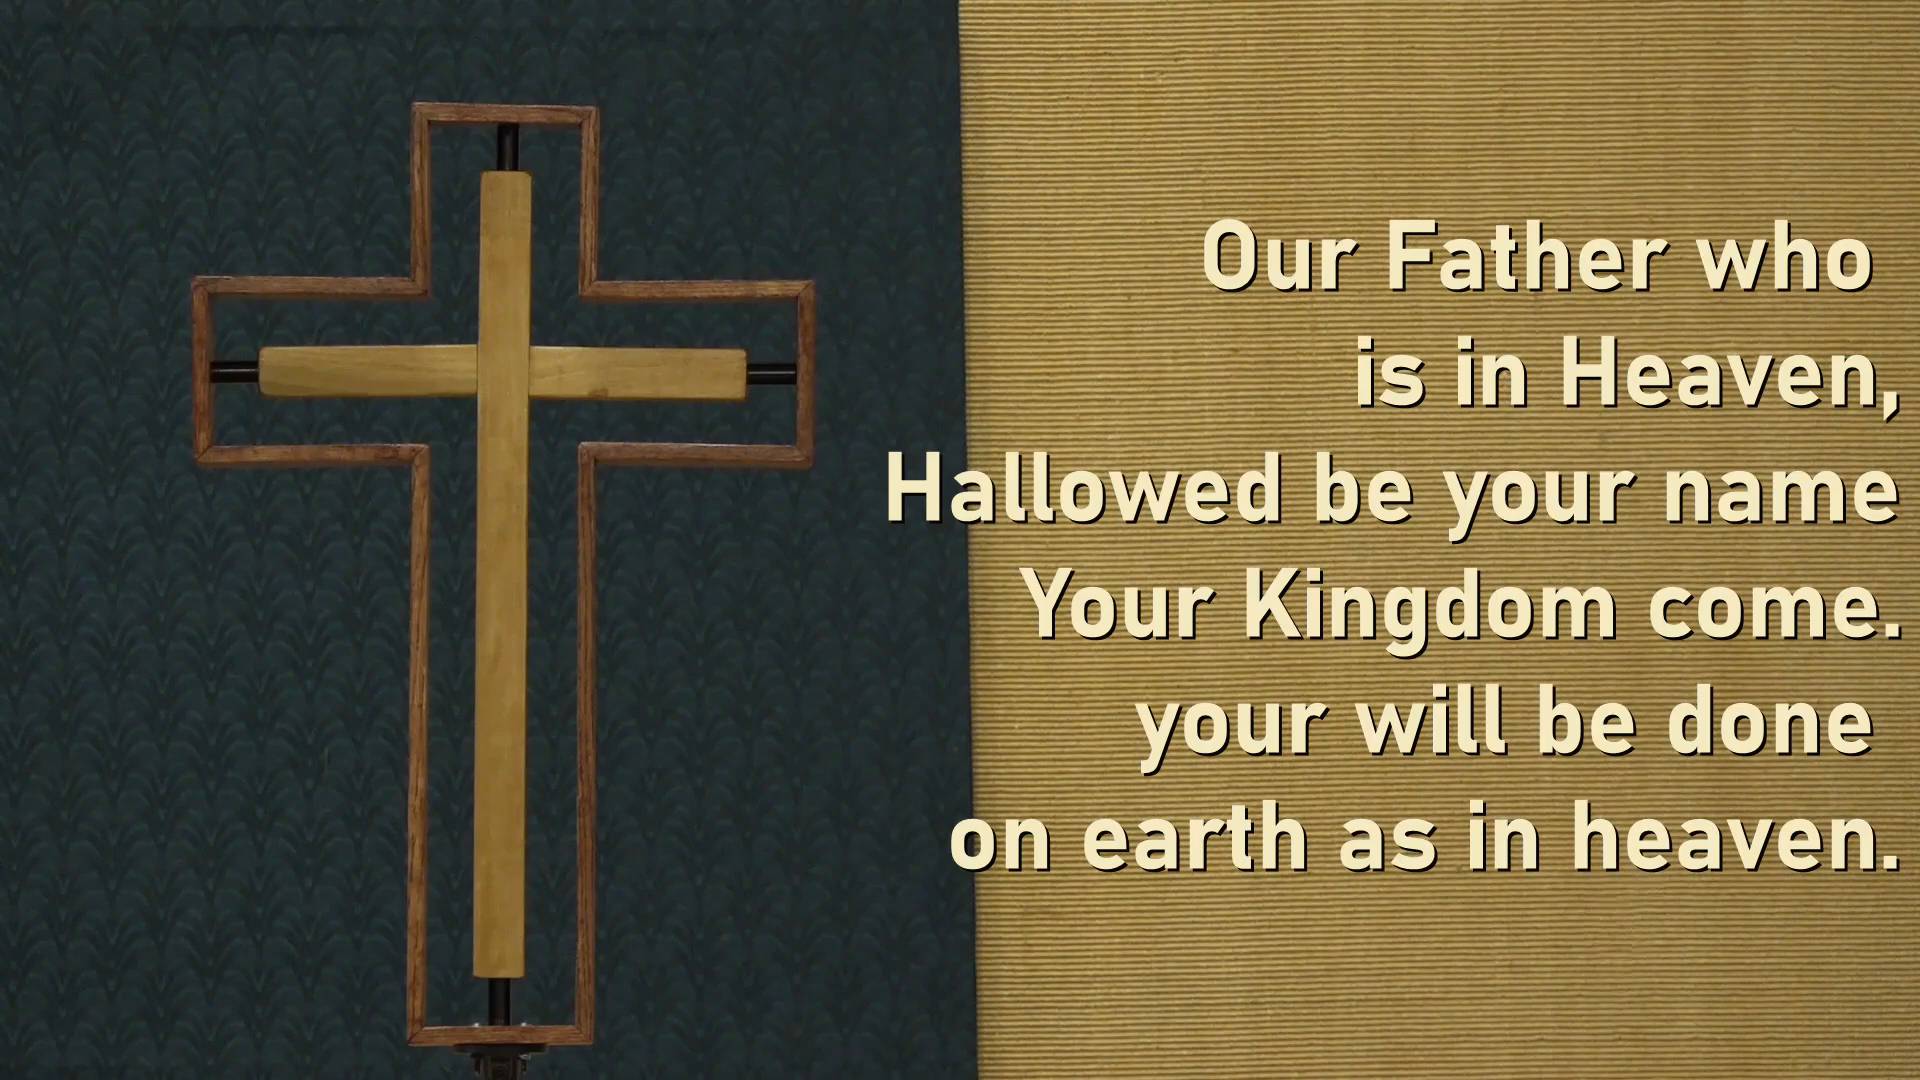 Our Father who
is in Heaven,
Hallowed be your name
Your Kingdom come.
your will be done
on earth as in heaven.